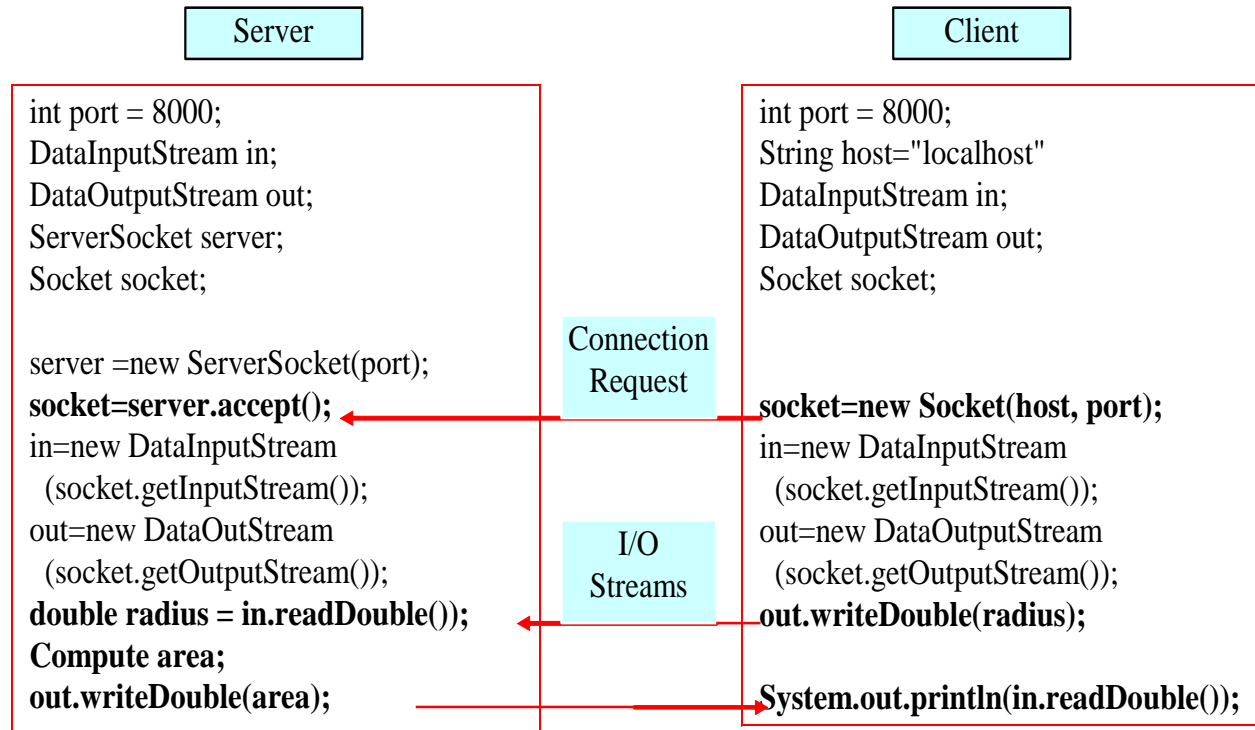 Server
int port = 8000;
DataInputStream in;
DataOutputStream out;
ServerSocket server;
Socket socket;
server =new ServerSocket(port);
socket=server.accept();
in=new DataInputStream
(socket.getInputStream());
out=new DataOutStream
(socket.getOutputStream());
double radius = in.readDouble());
Compute area;
out.writeDouble(area);
Connection
Request
I/O
Streams
Client
int port = 8000;
String host="localhost"
DataInputStream in;
DataOutputStream out;
Socket socket;
socket=new Socket(host, port);
in=new DataInputStream
(socket.getInputStream());
out=new DataOutputStream
(socket.getOutputStream());
out.writeDouble(radius);
System.out.println(in.readDouble());